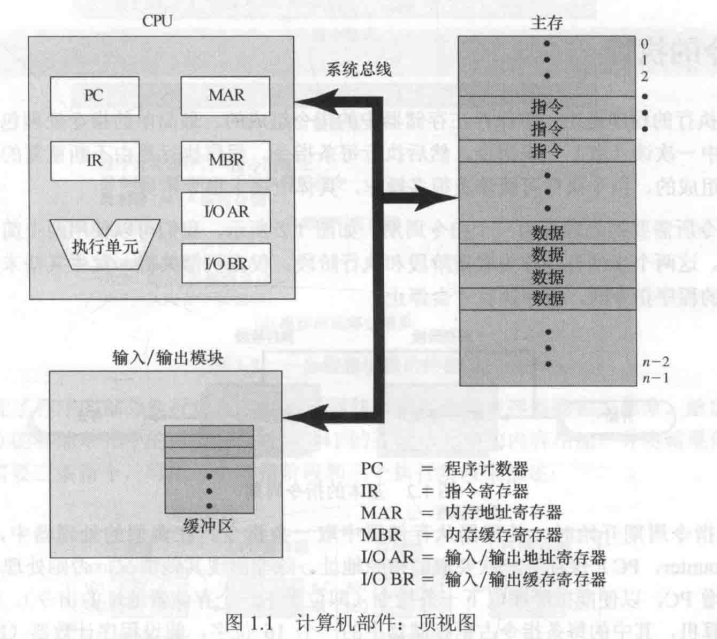 CPU
PC
MAR
IR
MBR
I/O AR
执行单元
I/O BR
系统总线
主存
0
1
2
指令
指令
指令
数据
数据
数据
数据
n−2
n−1
输入/输出模块
缓冲区
PC = 程序计数器
IR = 指令寄存器
MAR = 内存地址寄存器
MBR = 内存缓存寄存器
I/O AR = 输入/输出地址寄存器
I/O BR = 输入/输出缓存寄存器
图 1.1 计算机部件：顶视图